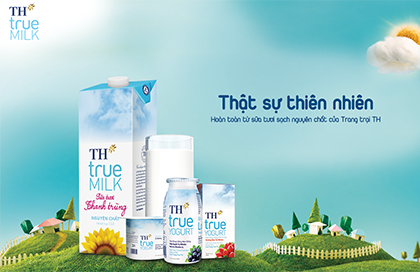 TH
true
MILK
Thật sự thiên nhiên
Hoàn toàn từ sữa tươi sạch nguyên chất của Trang trại TH
TH
true
MILK
Sữa tươi
Thanh trùng
NGUYÊN CHẤT
TH
true
YOGURT
TH
true
YOGURT
TH
true
YOGURT